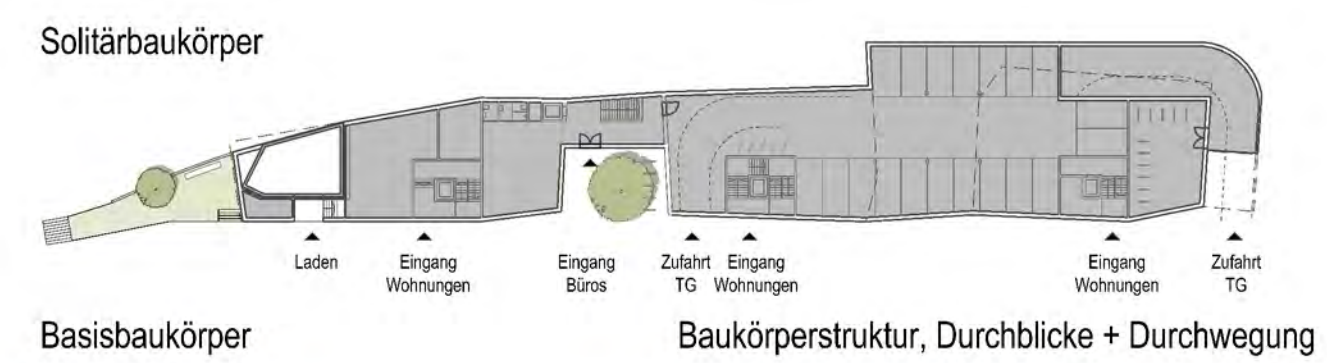 Solitärbaukörper
Laden
Eingang
Wohnungen
Eingang
Büros
Zufahrt
TG
Eingang
Wohnungen
Eingang
Wohnungen
Zufahrt
TG
Basisbaukörper
Baukörperstruktur, Durchblicke + Durchwegung